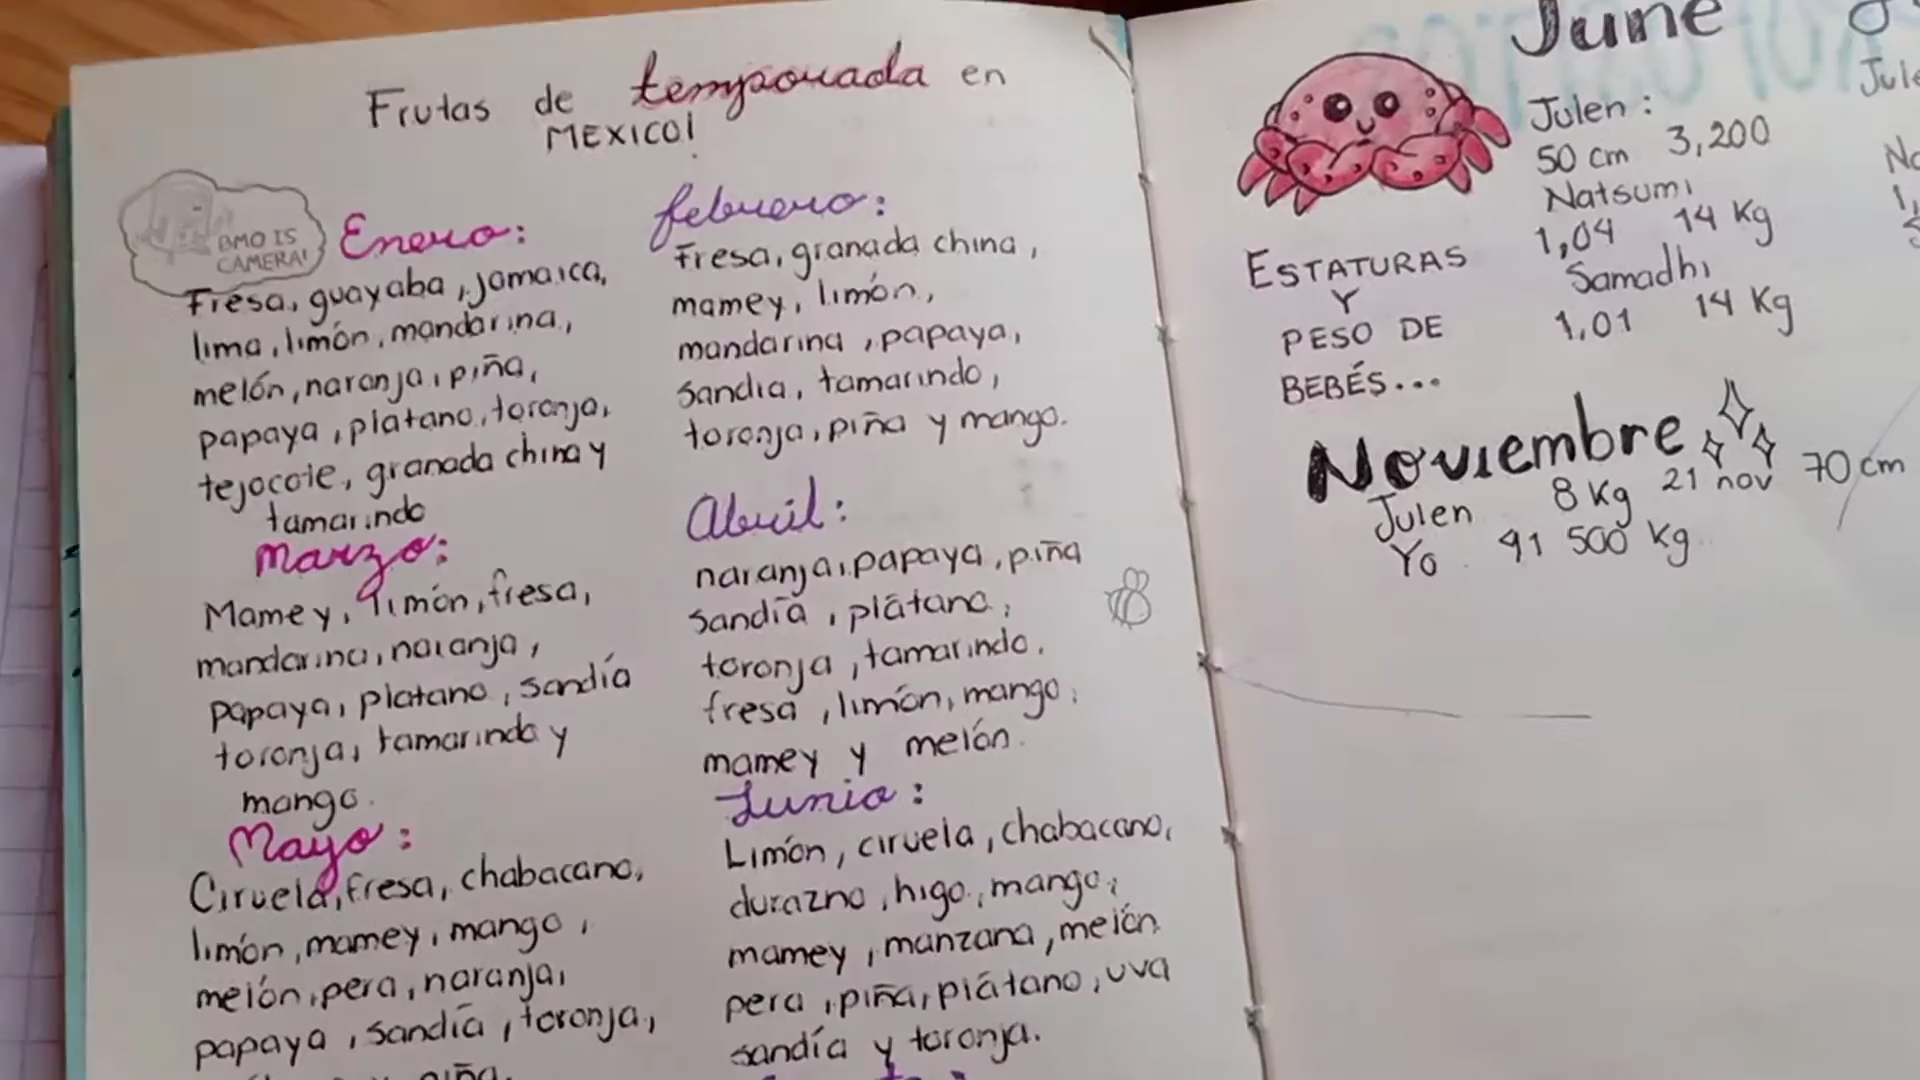 Frutas de temporada en
MEXICO!
BMO IS
CAMERA!
Enero:
Fresa, guayaba, jamaica,
lima, limón, mandarina,
melón, naranja, piña,
papaya, platano, toronja,
tejocote, granada china y
tamarindo
febrero:
Fresa, granada china,
mamey, limón,
mandarina, papaya,
sandia, tamarindo,
toronja, piña y mango.
Marzo:
Mamey, limón, fresa,
mandarina, naranja,
papaya, platano, sandía
toronja, tamarindo y
mango.
Abril:
naranja, papaya, piña
sandía, plátano,
toronja, tamarindo,
fresa, limón, mango,
mamey y melón.
Mayo:
Ciruela, fresa, chabacano,
limón, mamey, mango,
melón, pera, naranja,
papaya, sandía, toronja,
y piña.
Junio:
Limón, ciruela, chabacano,
durazno, higo, mango,
mamey, manzana, melón
pera, piña, plátano, uva
sandía y toronja.
June
Julen:
50 cm 3,200
Natsumi
1,04 14 Kg
Samadhi
1,01 14 Kg
ESTATURAS
Y
PESO DE
BEBÉS...
Noviembre
Julen 8 Kg 21 nov 70 cm
Yo 91 500 kg